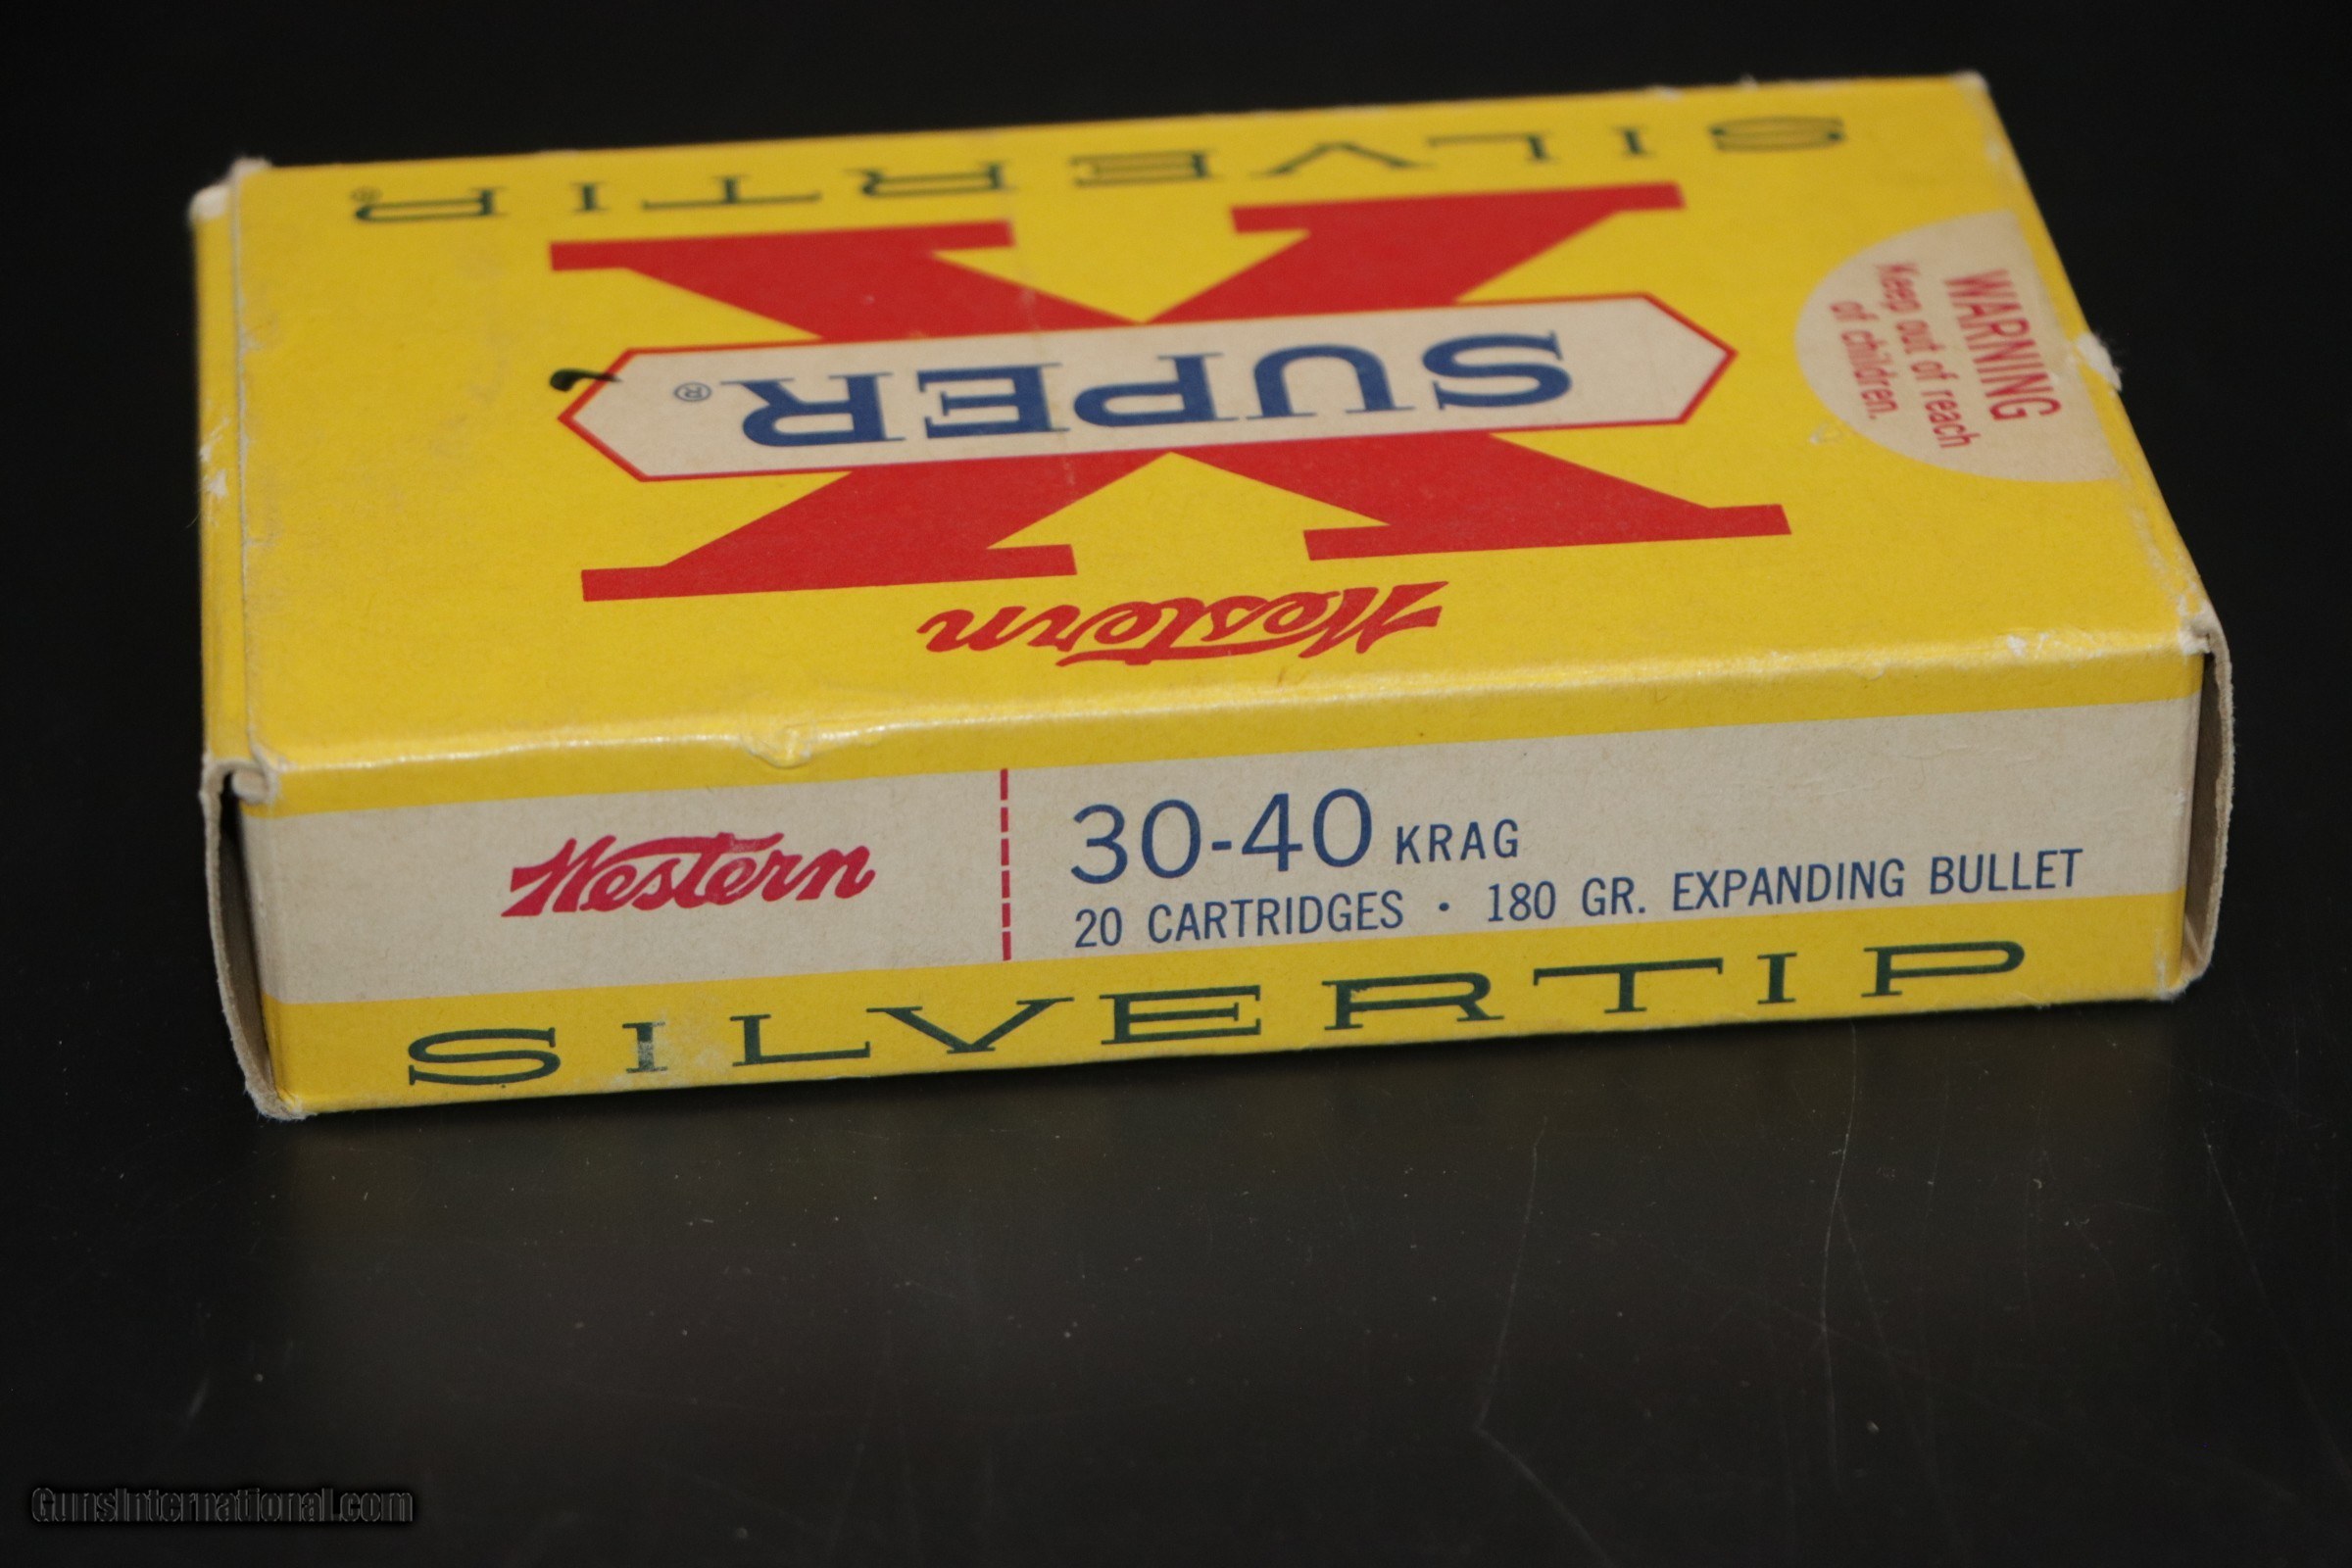 SILVERTIP®
SUPER®
X
Western
WARNING
Keep out of reach
of children.
Western
30-40 KRAG
20 CARTRIDGES • 180 GR. EXPANDING BULLET
SILVERTIP
GunsInternational.com